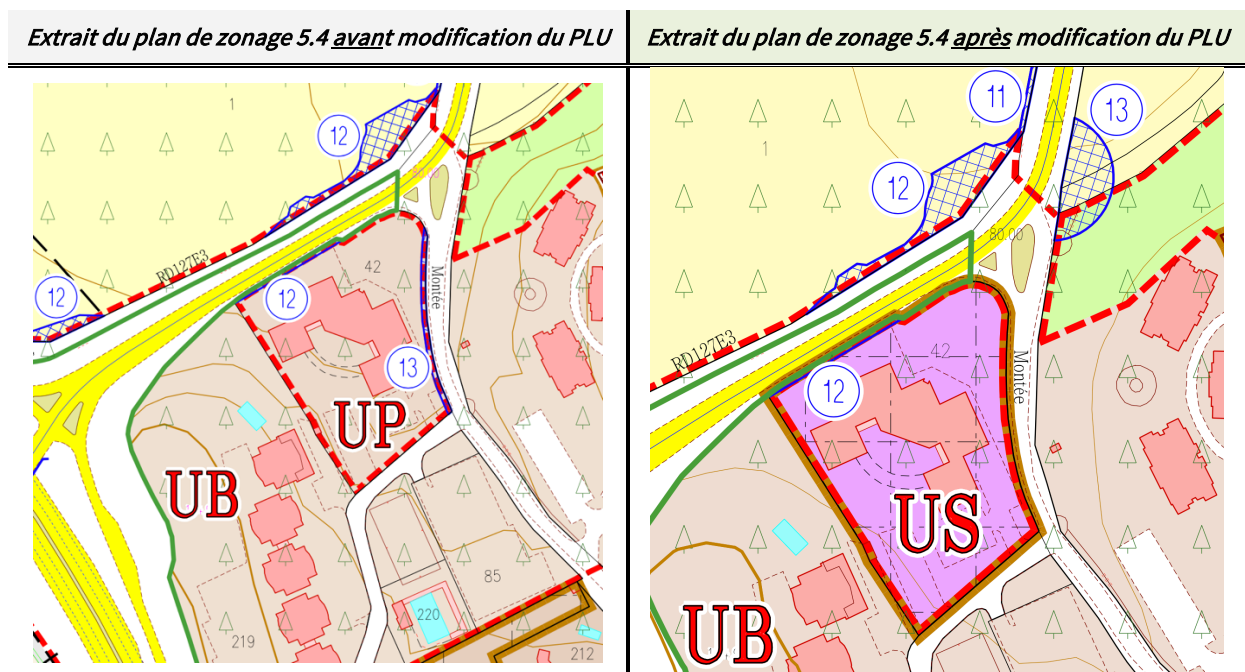 Extrait du plan de zonage 5.4 avant modification du PLU
Extrait du plan de zonage 5.4 après modification du PLU
1
12
80.00
RD127E3
12
12
42
Montée
13
UP
UB
85
220
219
212
11
13
1
12
80.00
RD127E3
42
Montée
12
US
UB